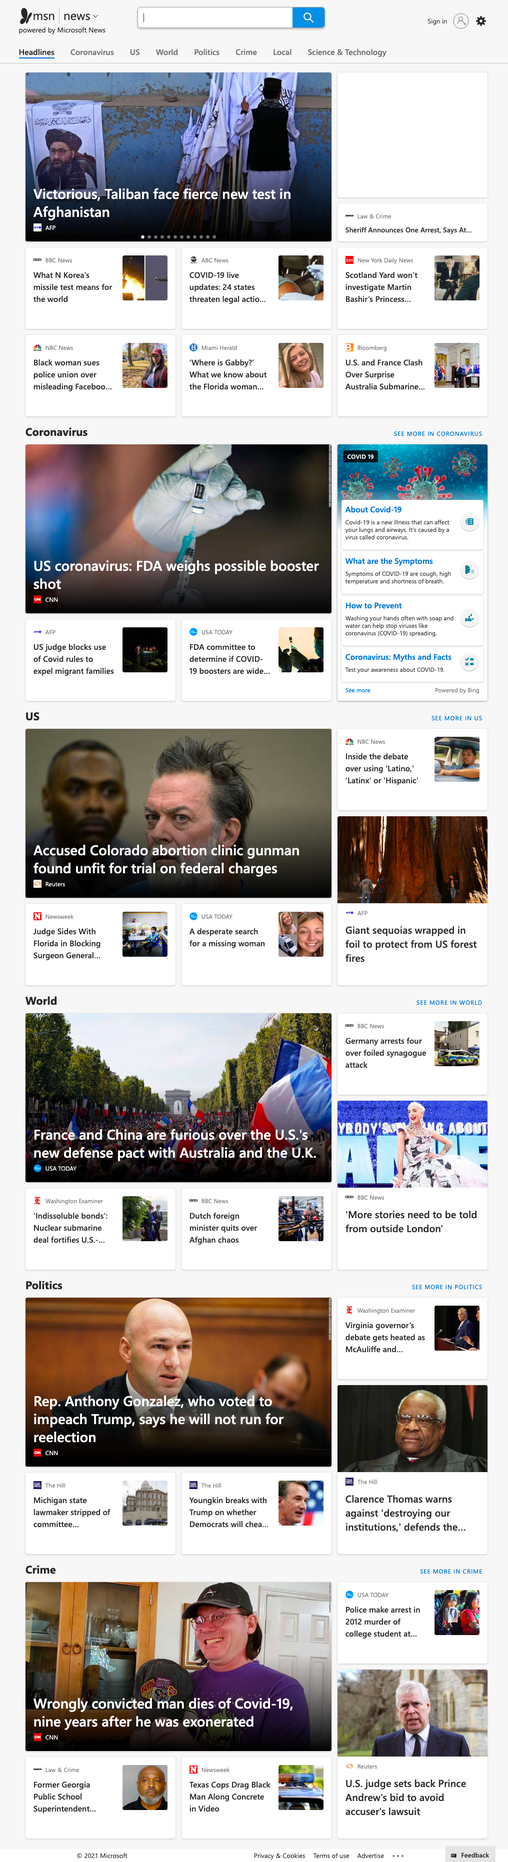 msn news
powered by Microsoft News
Sign in
Headlines Coronavirus US World Politics Crime Local Science & Technology
Victorious, Taliban face fierce new test in
Afghanistan
AFP
Law & Crime
Sheriff Announces One Arrest, Says At...
BBC News
What N Korea's
missile test means for
the world
ABC News
COVID-19 live
updates: 24 states
threaten legal actio...
New York Daily News
Scotland Yard won't
investigate Martin
Bashir's Princess...
NBC News
Black woman sues
police union over
misleading Faceboo...
Miami Herald
'Where is Gabby?'
What we know about
the Florida woman...
Bloomberg
U.S. and France Clash
Over Surprise
Australia Submarine...
Coronavirus
SEE MORE IN CORONAVIRUS
US coronavirus: FDA weighs possible booster
shot
CNN
COVID 19
About Covid-19
Covid-19 is a new illness that can affect
your lungs and airways. It's caused by a
virus called coronavirus.
What are the Symptoms
Symptoms of COVID-19 are cough, high
temperature and shortness of breath.
How to Prevent
Washing your hands often with soap and
water can help stop viruses like
coronavirus (COVID-19) spreading.
Coronavirus: Myths and Facts
Test your awareness about COVID-19.
See more Powered by Bing
AFP
US judge blocks use
of Covid rules to
expel migrant families
USA TODAY
FDA committee to
determine if COVID-
19 boosters are wide...
US
SEE MORE IN US
Accused Colorado abortion clinic gunman
found unfit for trial on federal charges
Reuters
NBC News
Inside the debate
over using 'Latino,'
'Latinx' or 'Hispanic'
AFP
Giant sequoias wrapped in
foil to protect from US forest
fires
Newsweek
Judge Sides With
Florida in Blocking
Surgeon General...
USA TODAY
A desperate search
for a missing woman
World
SEE MORE IN WORLD
France and China are furious over the U.S.'s
new defense pact with Australia and the U.K.
USA TODAY
BBC News
Germany arrests four
over foiled synagogue
attack
BBC News
'More stories need to be told
from outside London'
Washington Examiner
'Indissoluble bonds':
Nuclear submarine
deal fortifies U.S.-...
BBC News
Dutch foreign
minister quits over
Afghan chaos
Politics
SEE MORE IN POLITICS
Rep. Anthony Gonzalez, who voted to
impeach Trump, says he will not run for
reelection
CNN
Washington Examiner
Virginia governor's
debate gets heated as
McAuliffe and...
The Hill
Clarence Thomas warns
against 'destroying our
institutions,' defends the...
The Hill
Michigan state
lawmaker stripped of
committee...
The Hill
Youngkin breaks with
Trump on whether
Democrats will chea...
Crime
SEE MORE IN CRIME
Wrongly convicted man dies of Covid-19,
nine years after he was exonerated
CNN
USA TODAY
Police make arrest in
2012 murder of
college student at...
Reuters
U.S. judge sets back Prince
Andrew's bid to avoid
accuser's lawsuit
Law & Crime
Former Georgia
Public School
Superintendent...
Newsweek
Texas Cops Drag Black
Man Along Concrete
in Video
© 2021 Microsoft Privacy & Cookies Terms of use Advertise ... Feedback